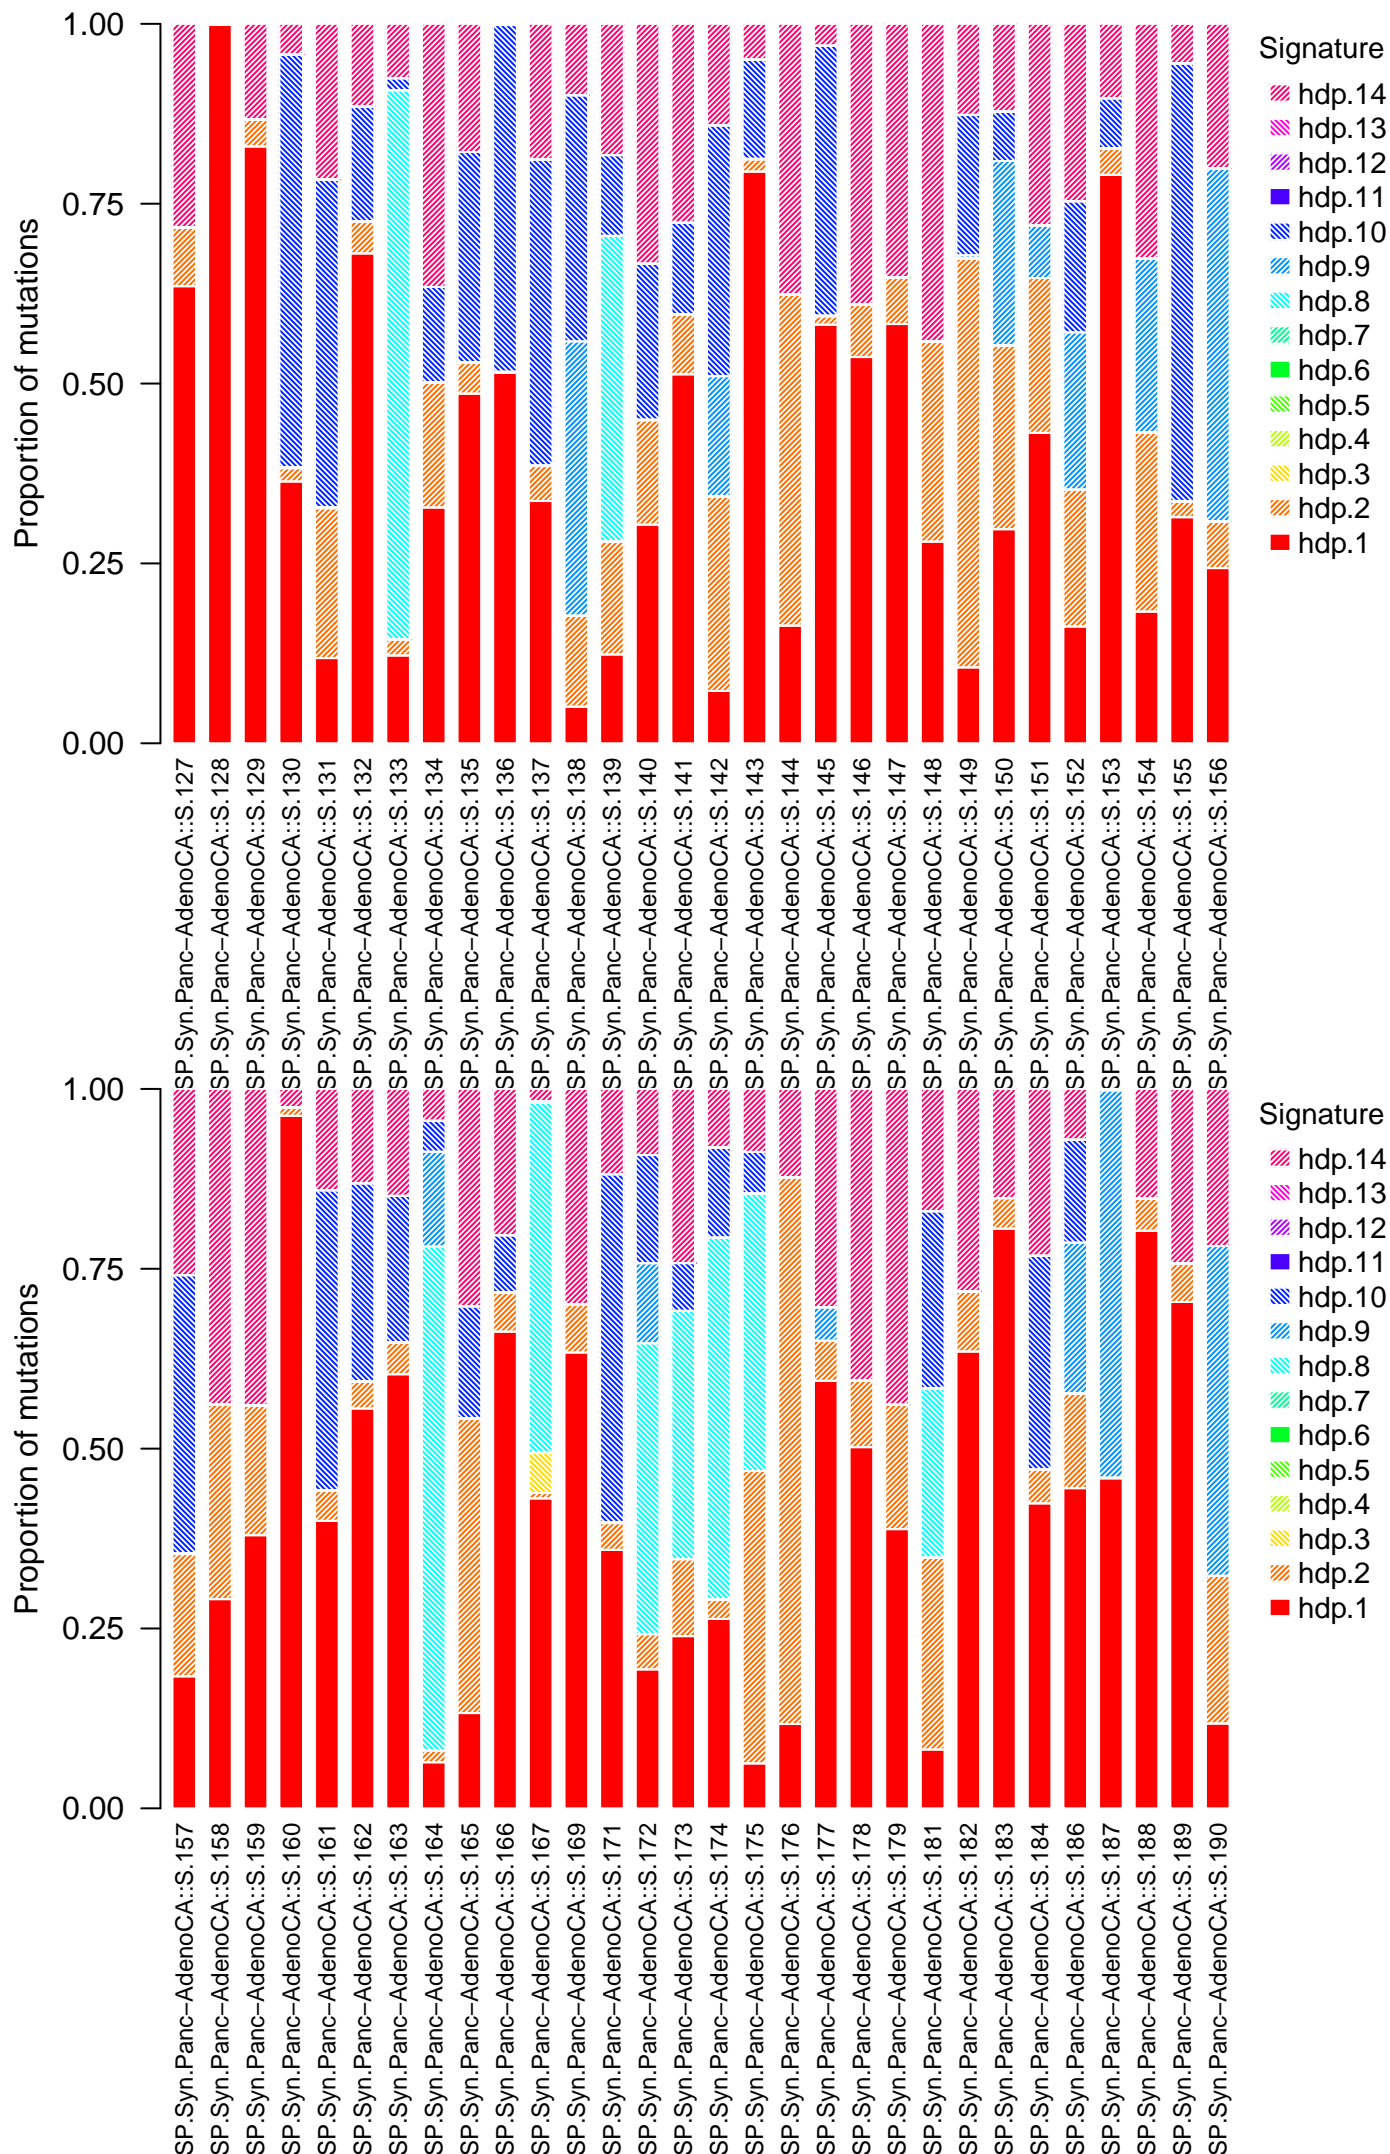 1.00
0.75
0.50
0.25
0.00
Proportion of mutations
Signature
hdp.14
hdp.13
hdp.12
hdp.11
hdp.10
hdp.9
hdp.8
hdp.7
hdp.6
hdp.5
hdp.4
hdp.3
hdp.2
hdp.1
SP.Syn.Panc−AdenoCA::S.127
SP.Syn.Panc−AdenoCA::S.128
SP.Syn.Panc−AdenoCA::S.129
SP.Syn.Panc−AdenoCA::S.130
SP.Syn.Panc−AdenoCA::S.131
SP.Syn.Panc−AdenoCA::S.132
SP.Syn.Panc−AdenoCA::S.133
SP.Syn.Panc−AdenoCA::S.134
SP.Syn.Panc−AdenoCA::S.135
SP.Syn.Panc−AdenoCA::S.136
SP.Syn.Panc−AdenoCA::S.137
SP.Syn.Panc−AdenoCA::S.138
SP.Syn.Panc−AdenoCA::S.139
SP.Syn.Panc−AdenoCA::S.140
SP.Syn.Panc−AdenoCA::S.141
SP.Syn.Panc−AdenoCA::S.142
SP.Syn.Panc−AdenoCA::S.143
SP.Syn.Panc−AdenoCA::S.144
SP.Syn.Panc−AdenoCA::S.145
SP.Syn.Panc−AdenoCA::S.146
SP.Syn.Panc−AdenoCA::S.147
SP.Syn.Panc−AdenoCA::S.148
SP.Syn.Panc−AdenoCA::S.149
SP.Syn.Panc−AdenoCA::S.150
SP.Syn.Panc−AdenoCA::S.151
SP.Syn.Panc−AdenoCA::S.152
SP.Syn.Panc−AdenoCA::S.153
SP.Syn.Panc−AdenoCA::S.154
SP.Syn.Panc−AdenoCA::S.155
SP.Syn.Panc−AdenoCA::S.156
1.00
0.75
0.50
0.25
0.00
Proportion of mutations
Signature
hdp.14
hdp.13
hdp.12
hdp.11
hdp.10
hdp.9
hdp.8
hdp.7
hdp.6
hdp.5
hdp.4
hdp.3
hdp.2
hdp.1
SP.Syn.Panc−AdenoCA::S.157
SP.Syn.Panc−AdenoCA::S.158
SP.Syn.Panc−AdenoCA::S.159
SP.Syn.Panc−AdenoCA::S.160
SP.Syn.Panc−AdenoCA::S.161
SP.Syn.Panc−AdenoCA::S.162
SP.Syn.Panc−AdenoCA::S.163
SP.Syn.Panc−AdenoCA::S.164
SP.Syn.Panc−AdenoCA::S.165
SP.Syn.Panc−AdenoCA::S.166
SP.Syn.Panc−AdenoCA::S.167
SP.Syn.Panc−AdenoCA::S.169
SP.Syn.Panc−AdenoCA::S.171
SP.Syn.Panc−AdenoCA::S.172
SP.Syn.Panc−AdenoCA::S.173
SP.Syn.Panc−AdenoCA::S.174
SP.Syn.Panc−AdenoCA::S.175
SP.Syn.Panc−AdenoCA::S.176
SP.Syn.Panc−AdenoCA::S.177
SP.Syn.Panc−AdenoCA::S.178
SP.Syn.Panc−AdenoCA::S.179
SP.Syn.Panc−AdenoCA::S.181
SP.Syn.Panc−AdenoCA::S.182
SP.Syn.Panc−AdenoCA::S.183
SP.Syn.Panc−AdenoCA::S.184
SP.Syn.Panc−AdenoCA::S.186
SP.Syn.Panc−AdenoCA::S.187
SP.Syn.Panc−AdenoCA::S.188
SP.Syn.Panc−AdenoCA::S.189
SP.Syn.Panc−AdenoCA::S.190